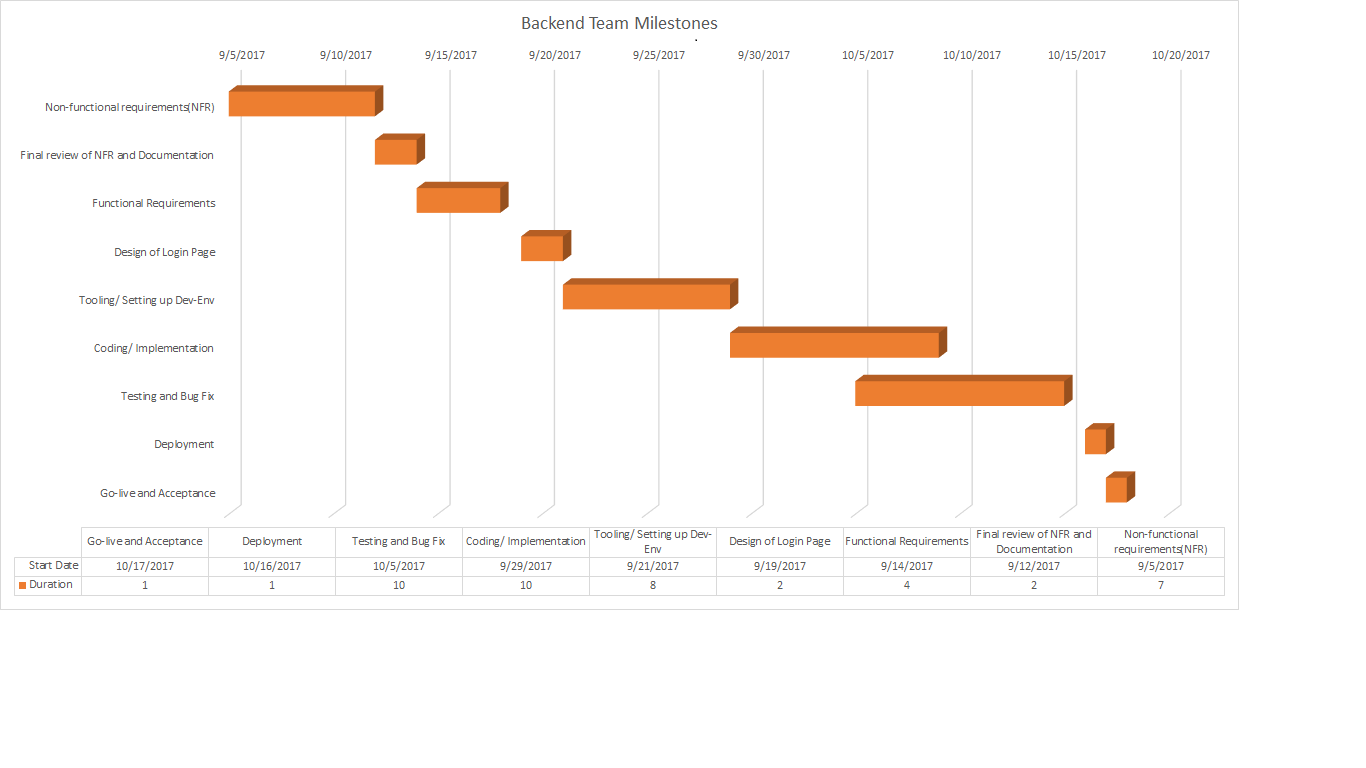 Backend Team Milestones
9/5/2017 9/10/2017 9/15/2017 9/20/2017 9/25/2017 9/30/2017 10/5/2017 10/10/2017 10/15/2017 10/20/2017
Non-functional requirements(NFR)
Final review of NFR and Documentation
Functional Requirements
Design of Login Page
Tooling/ Setting up Dev-Env
Coding/ Implementation
Testing and Bug Fix
Deployment
Go-live and Acceptance
Go-live and Acceptance Deployment Testing and Bug Fix Coding/ Implementation Tooling/ Setting up Dev-Env Design of Login Page Functional Requirements Final review of NFR and Documentation Non-functional requirements(NFR)
Start Date 10/17/2017 10/16/2017 10/5/2017 9/29/2017 9/21/2017 9/19/2017 9/14/2017 9/12/2017 9/5/2017
Duration 1 1 10 10 8 2 4 2 7